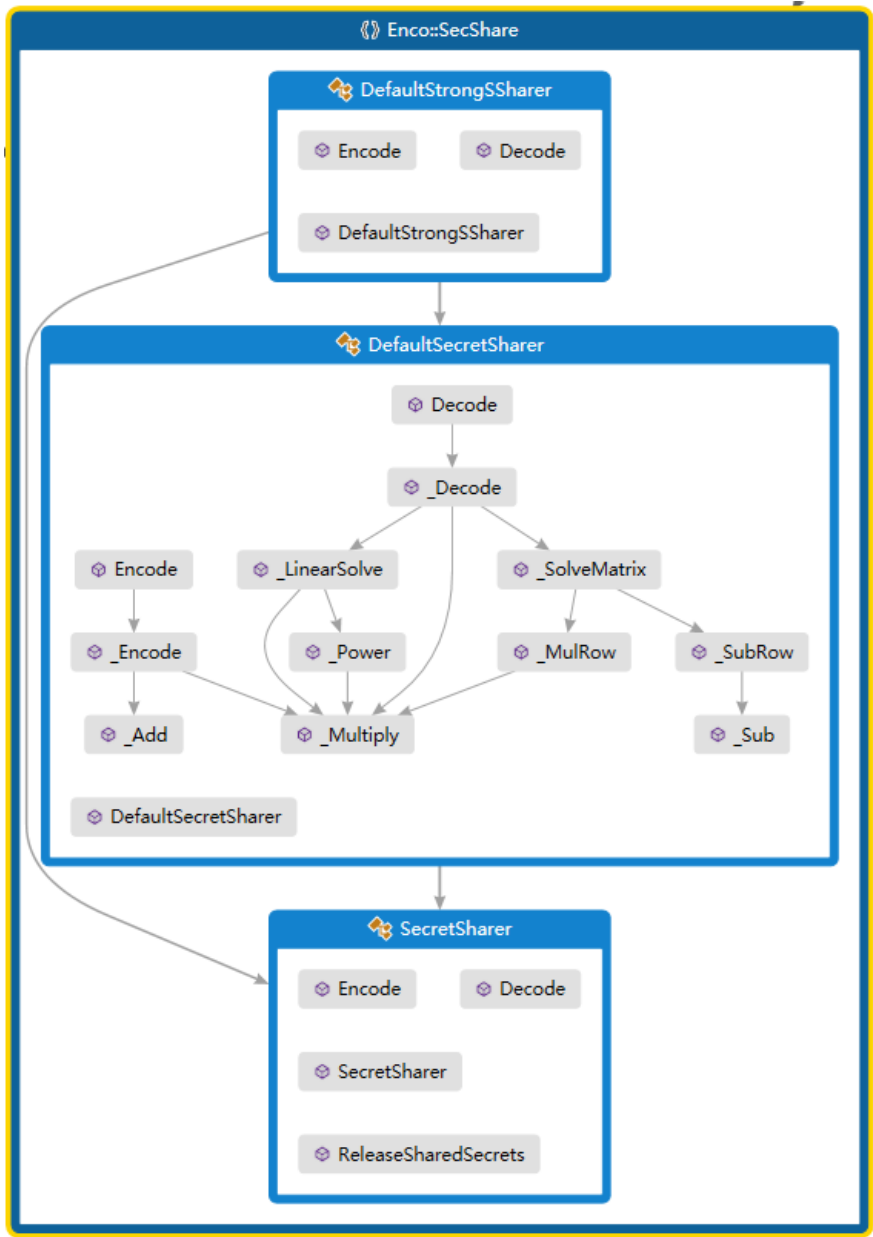 Enco::SecShare
DefaultStrongSSharer
Encode Decode
DefaultStrongSSharer
DefaultSecretSharer
Decode
_Decode
Encode _LinearSolve _SolveMatrix
_Encode _Power _MulRow _SubRow
_Add _Multiply _Sub
DefaultSecretSharer
SecretSharer
Encode Decode
SecretSharer
ReleaseSharedSecrets